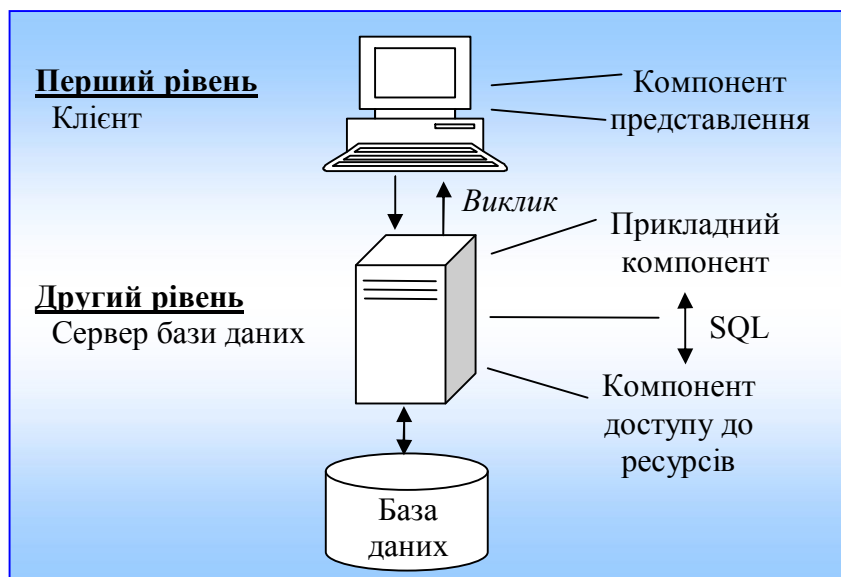 Перший рівень
Клієнт
Компонент
представлення
Виклик
Прикладний
компонент
Другий рівень
Сервер бази даних
SQL
Компонент
доступу до
ресурсів
База
даних